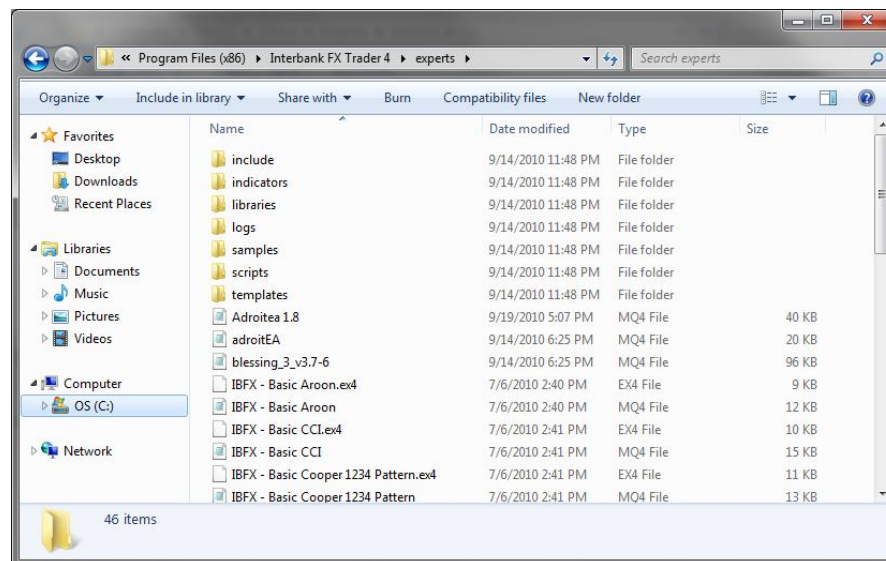 « Program Files (x86) ▸ Interbank FX Trader 4 ▸ experts ▸ Search experts
Organize Include in library Share with Burn Compatibility files New folder
Name Date modified Type Size
Favorites
Desktop
Downloads
Recent Places
Libraries
Documents
Music
Pictures
Videos
Computer
OS (C:)
Network
include 9/14/2010 11:48 PM File folder
indicators 9/14/2010 11:48 PM File folder
libraries 9/14/2010 11:48 PM File folder
logs 9/14/2010 11:48 PM File folder
samples 9/14/2010 11:48 PM File folder
scripts 9/14/2010 11:48 PM File folder
templates 9/14/2010 11:48 PM File folder
Adroitea 1.8 9/19/2010 5:07 PM MQ4 File 40 KB
adroitEA 9/14/2010 6:25 PM MQ4 File 20 KB
blessing_3_v3.7-6 9/14/2010 6:25 PM MQ4 File 96 KB
IBFX - Basic Aroon.ex4 7/6/2010 2:40 PM EX4 File 9 KB
IBFX - Basic Aroon 7/6/2010 2:40 PM MQ4 File 12 KB
IBFX - Basic CCI.ex4 7/6/2010 2:41 PM EX4 File 10 KB
IBFX - Basic CCI 7/6/2010 2:41 PM MQ4 File 15 KB
IBFX - Basic Cooper 1234 Pattern.ex4 7/6/2010 2:41 PM EX4 File 11 KB
IBFX - Basic Cooper 1234 Pattern 7/6/2010 2:41 PM MQ4 File 13 KB
46 items